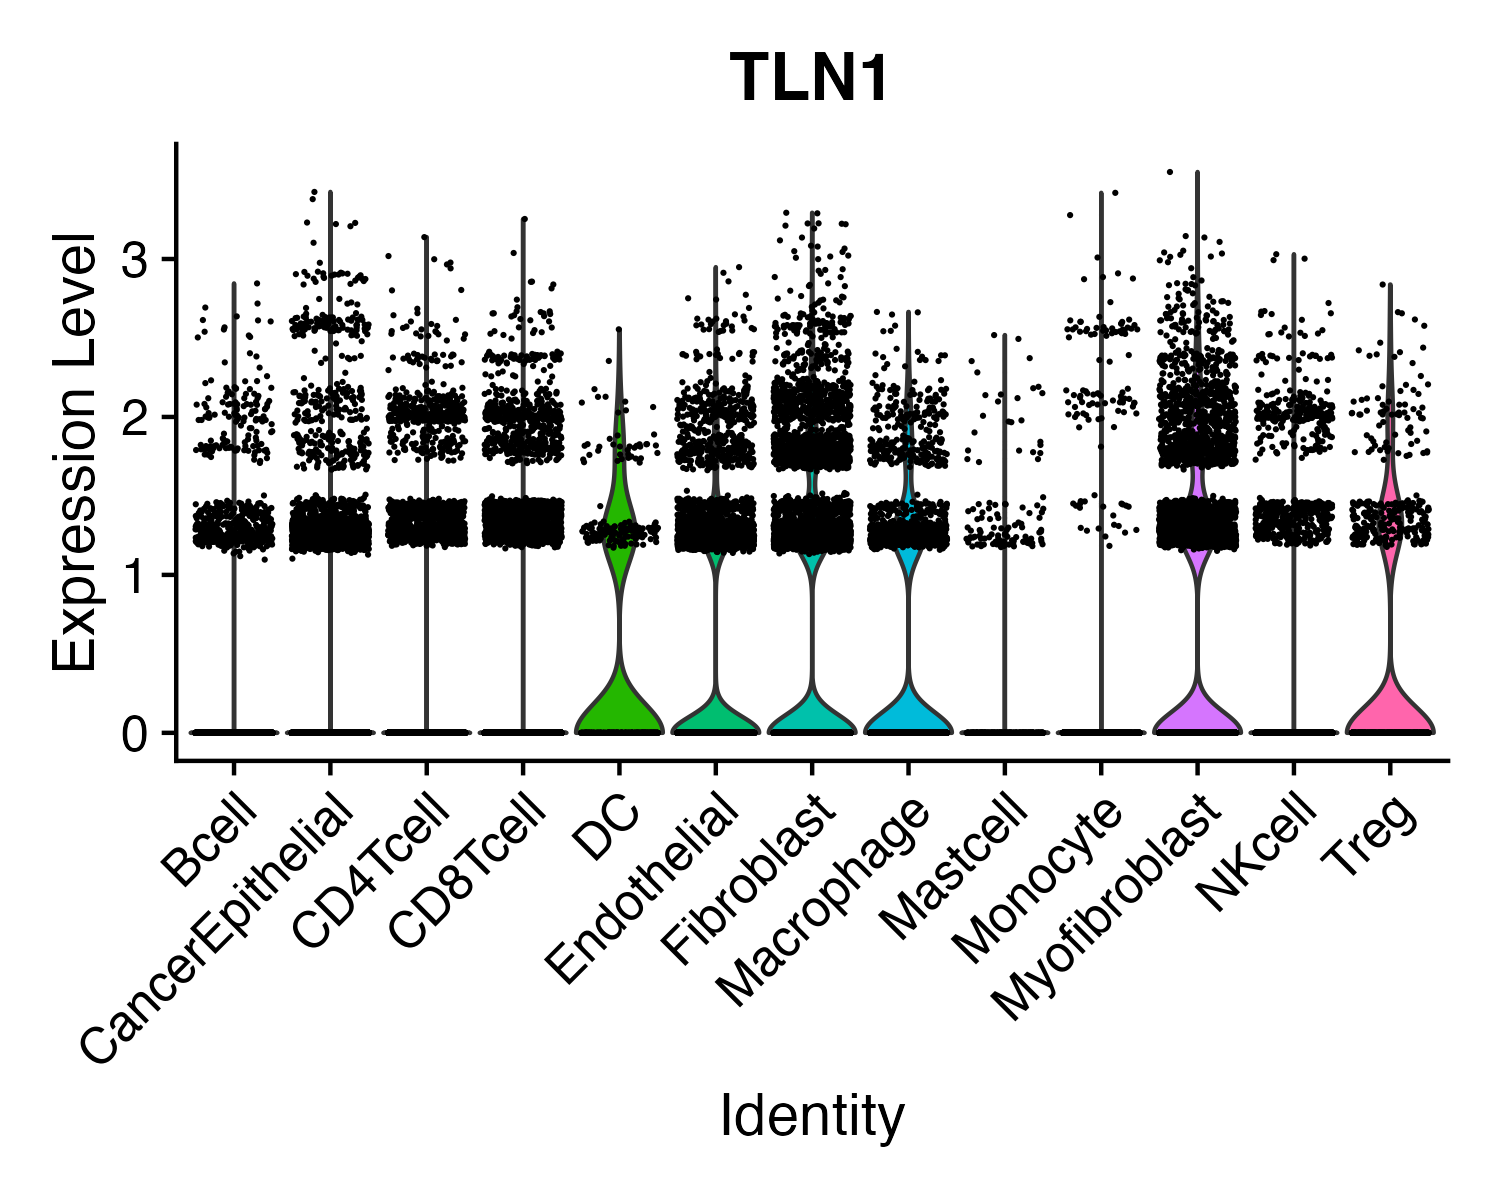 TLN1
Expression Level
3
2
1
0
Bcell
CancerEpithelial
CD4Tcell
CD8Tcell
DC
Endothelial
Fibroblast
Macrophage
Mastcell
Monocyte
Myofibroblast
NKcell
Treg
Identity